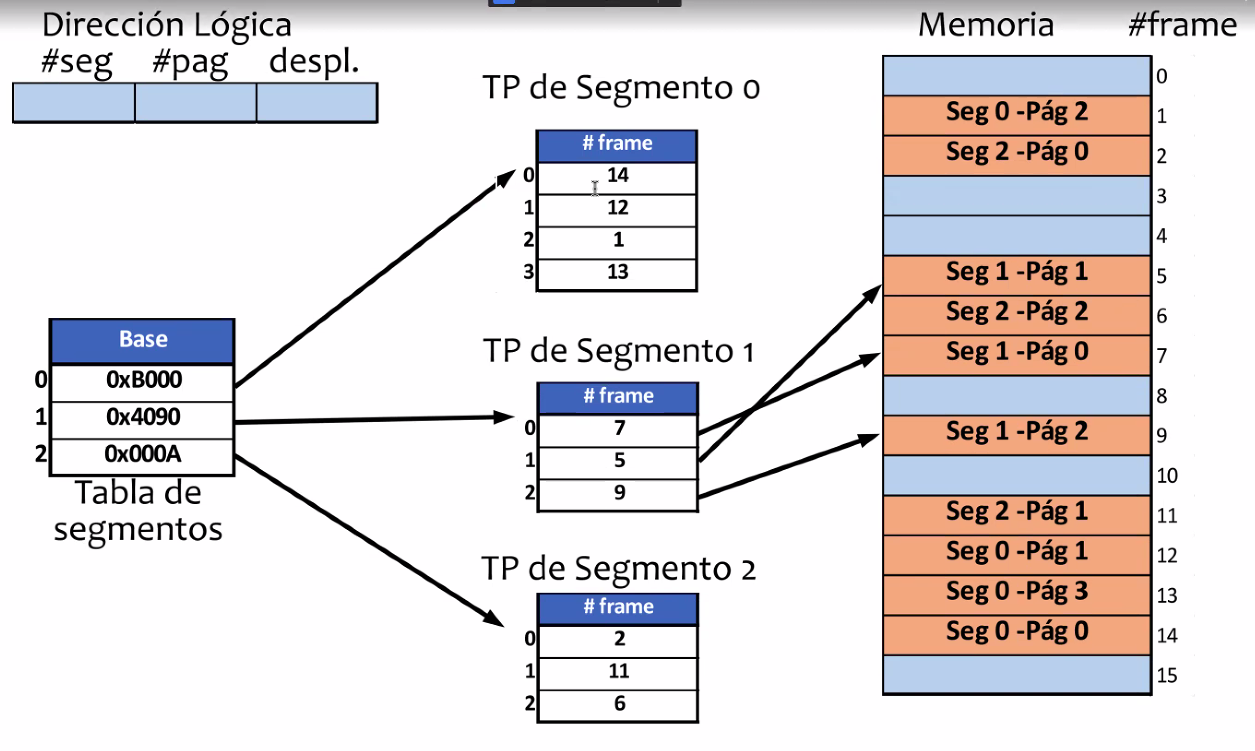 Dirección Lógica
#seg #pag despl.
TP de Segmento 0
# frame
0 14
1 12
2 1
3 13
Base
0 0xB000
1 0x4090
2 0x000A
Tabla de
segmentos
TP de Segmento 1
# frame
0 7
1 5
2 9
TP de Segmento 2
# frame
0 2
1 11
2 6
Memoria #frame
0
Seg 0 -Pág 2 1
Seg 2 -Pág 0 2
3
4
Seg 1 -Pág 1 5
Seg 2 -Pág 2 6
Seg 1 -Pág 0 7
8
Seg 1 -Pág 2 9
10
Seg 2 -Pág 1 11
Seg 0 -Pág 1 12
Seg 0 -Pág 3 13
Seg 0 -Pág 0 14
15